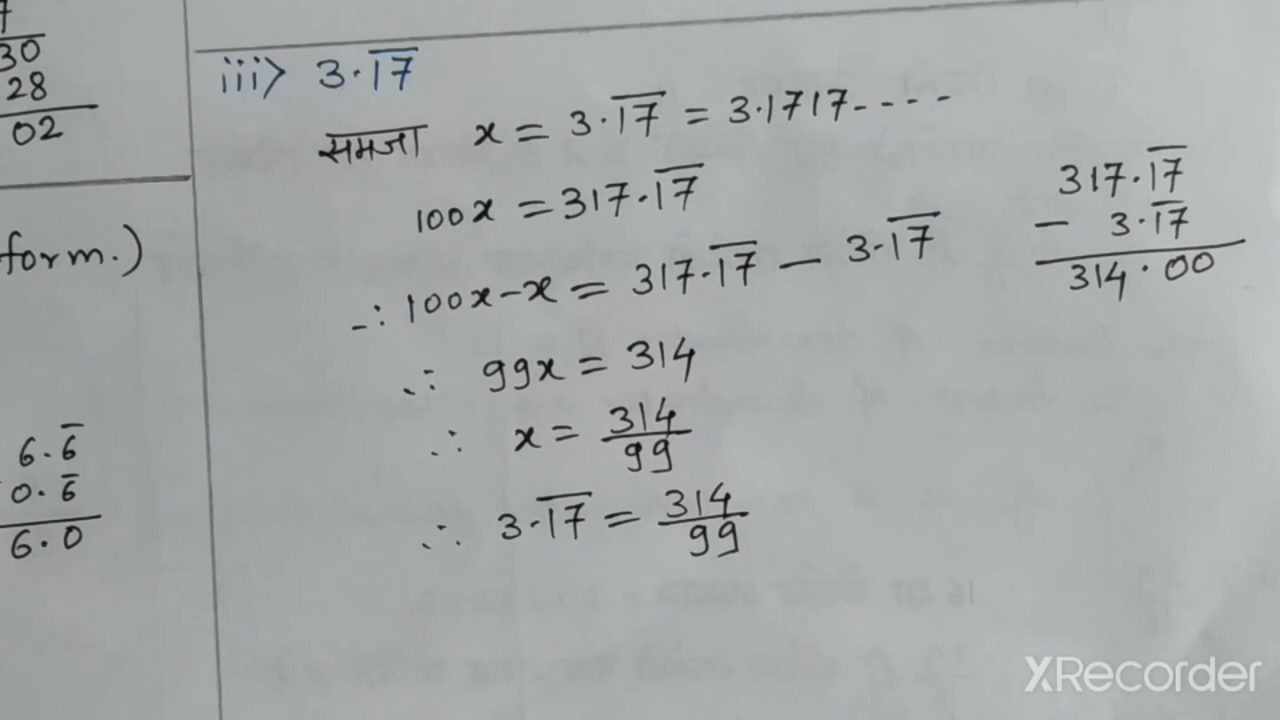 7
30
28
02
form.)
6.6̅
0.6̅
6.0
iii> 3.1̅7̅
समजा x = 3.1̅7̅ = 3.1717----
100x = 317.1̅7̅
∴ 100x-x = 317.1̅7̅ - 3.1̅7̅
317.1̅7̅
- 3.1̅7̅
314.00
∴ 99x = 314
∴ x = 314/99
∴ 3.1̅7̅ = 314/99
XRecorder